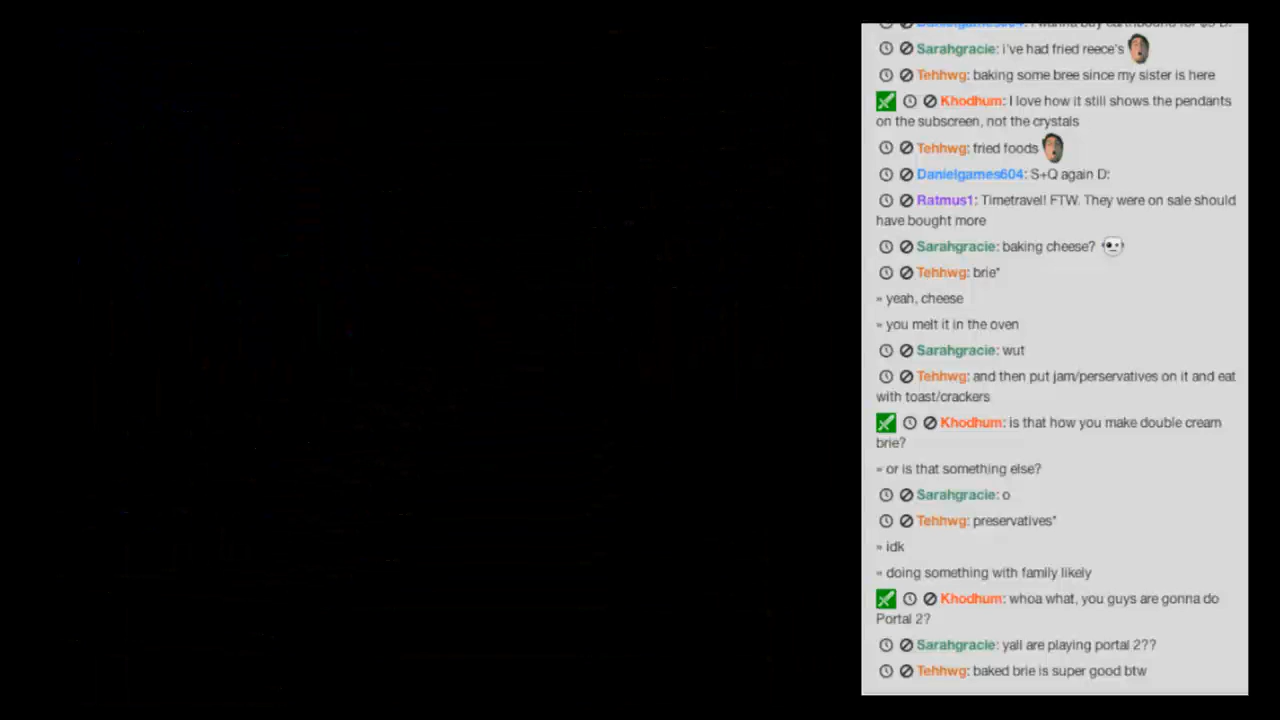 Danielgames604: I wanna buy earthbound for $5 D:
Sarahgracie: i've had fried reece's
Tehhwg: baking some bree since my sister is here
Khodhum: I love how it still shows the pendants
on the subscreen, not the crystals
Tehhwg: fried foods
Danielgames604: S+Q again D:
Ratmus1: Timetravel! FTW. They were on sale should
have bought more
Sarahgracie: baking cheese?
Tehhwg: brie*
» yeah, cheese
» you melt it in the oven
Sarahgracie: wut
Tehhwg: and then put jam/perservatives on it and eat
with toast/crackers
Khodhum: is that how you make double cream
brie?
» or is that something else?
Sarahgracie: o
Tehhwg: preservatives*
» idk
» doing something with family likely
Khodhum: whoa what, you guys are gonna do
Portal 2?
Sarahgracie: yall are playing portal 2??
Tehhwg: baked brie is super good btw